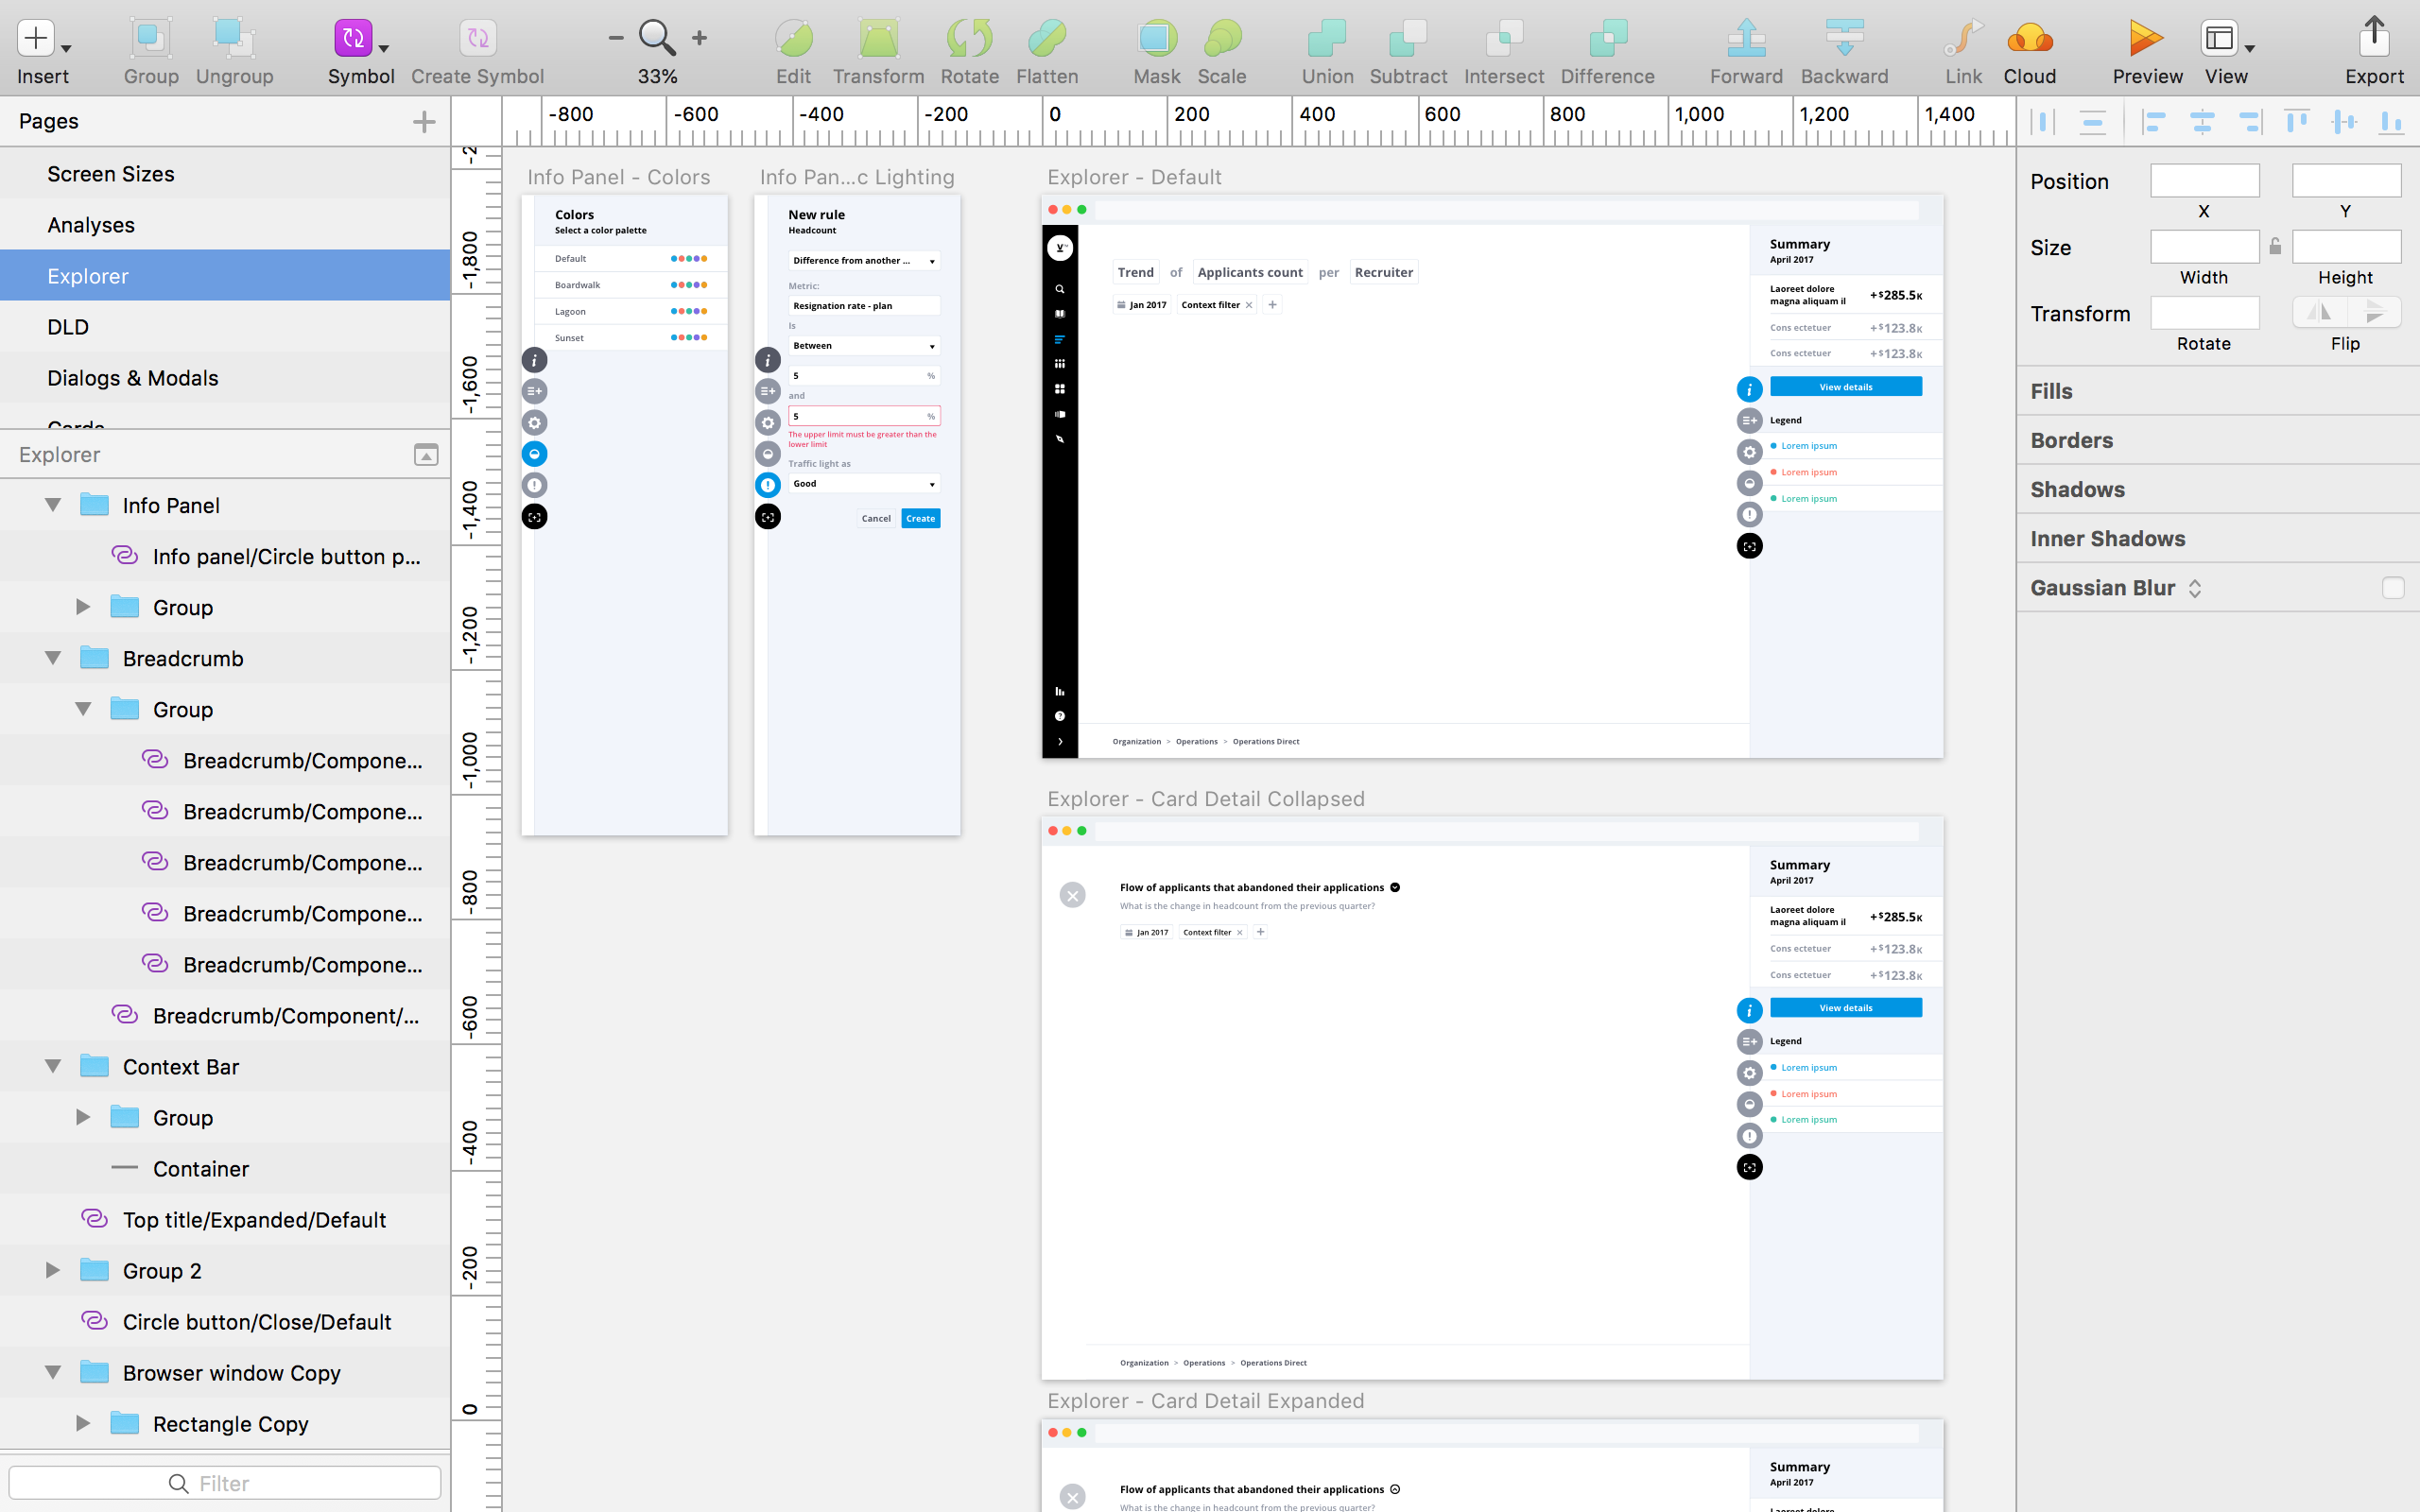 Insert
Group
Ungroup
Symbol
Create Symbol
33%
Edit
Transform
Rotate
Flatten
Mask
Scale
Union
Subtract
Intersect
Difference
Forward
Backward
Link
Cloud
Preview
View
Export
Pages
Screen Sizes
Analyses
Explorer
DLD
Dialogs & Modals
Explorer
Info Panel
Info panel/Circle button p...
Group
Breadcrumb
Group
Breadcrumb/Compone...
Breadcrumb/Compone...
Breadcrumb/Compone...
Breadcrumb/Compone...
Breadcrumb/Compone...
Breadcrumb/Component/...
Context Bar
Group
Container
Top title/Expanded/Default
Group 2
Circle button/Close/Default
Browser window Copy
Rectangle Copy
Filter
-800 -600 -400 -200 0 200 400 600 800 1,000 1,200 1,400
-1,800
-1,600
-1,400
-1,200
-1,000
-800
-600
-400
-200
0
Info Panel - Colors
Colors
Select a color palette
Default
Boardwalk
Lagoon
Sunset
Info Pan...c Lighting
New rule
Headcount
Difference from another ...
Metric:
Resignation rate - plan
Is
Between
5 %
and
5 %
The upper limit must be greater than the
lower limit
Traffic light as
Good
Cancel Create
Explorer - Default
Trend of Applicants count per Recruiter
Jan 2017 Context filter
Organization > Operations > Operations Direct
Summary
April 2017
Laoreet dolore
magna aliquam il +$285.5K
Cons ectetuer +$123.8K
Cons ectetuer +$123.8K
View details
Legend
Lorem ipsum
Lorem ipsum
Lorem ipsum
Explorer - Card Detail Collapsed
Flow of applicants that abandoned their applications
What is the change in headcount from the previous quarter?
Jan 2017 Context filter
Organization > Operations > Operations Direct
Summary
April 2017
Laoreet dolore
magna aliquam il +$285.5K
Cons ectetuer +$123.8K
Cons ectetuer +$123.8K
View details
Legend
Lorem ipsum
Lorem ipsum
Lorem ipsum
Explorer - Card Detail Expanded
Flow of applicants that abandoned their applications
What is the change in headcount from the previous quarter?
Summary
April 2017
Laoreet dolore
Position
X
Y
Size
Width
Height
Transform
Rotate
Flip
Fills
Borders
Shadows
Inner Shadows
Gaussian Blur